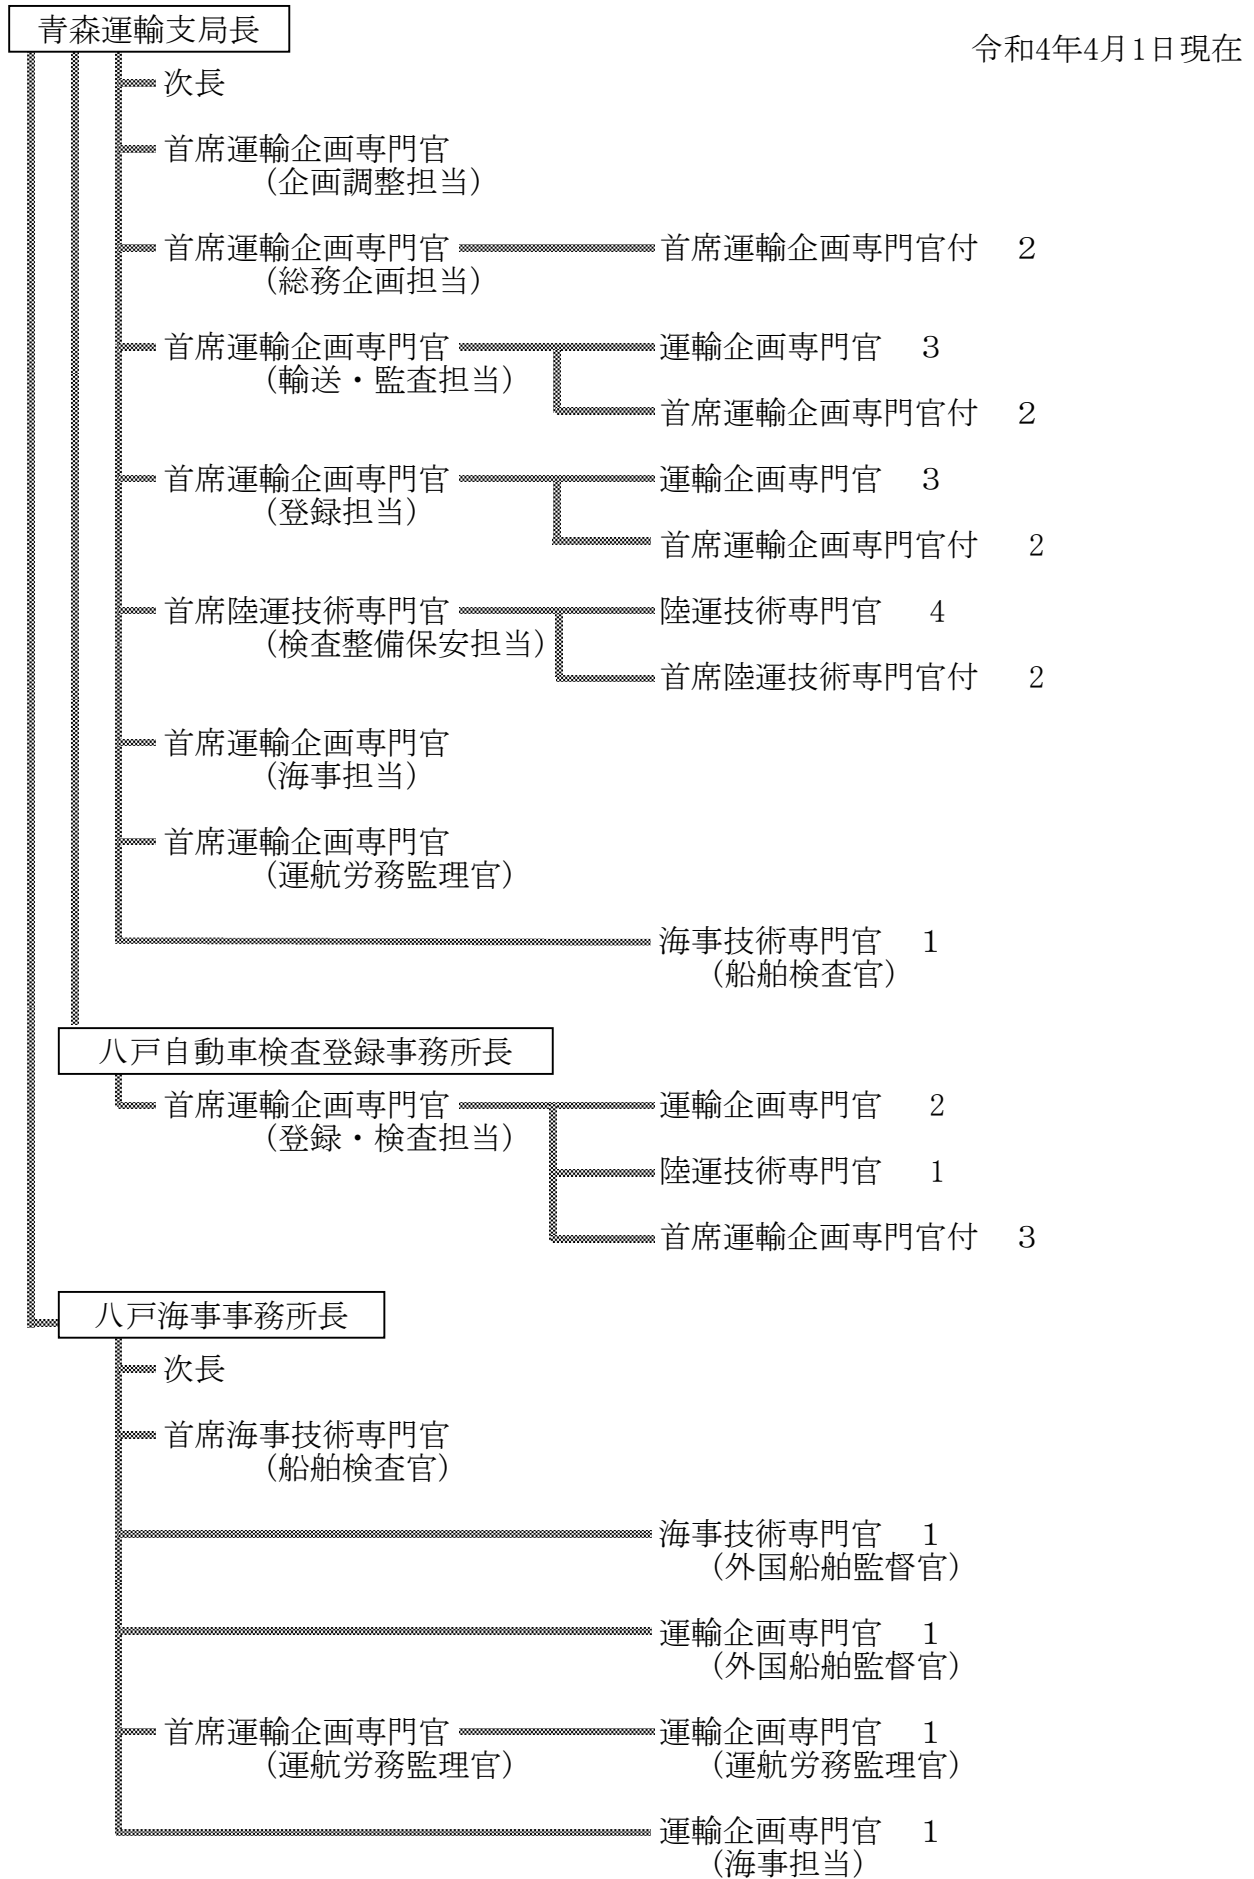 青森運輸支局長
令和4年4月1日現在
次長
首席運輸企画専門官
（企画調整担当）
首席運輸企画専門官 首席運輸企画専門官付 2
（総務企画担当）
首席運輸企画専門官 運輸企画専門官 3
（輸送・監査担当）
首席運輸企画専門官付 2
首席運輸企画専門官 運輸企画専門官 3
（登録担当）
首席運輸企画専門官付 2
首席陸運技術専門官 陸運技術専門官 4
（検査整備保安担当）
首席陸運技術専門官付 2
首席運輸企画専門官
（海事担当）
首席運輸企画専門官
（運航労務監理官）
海事技術専門官 1
（船舶検査官）
八戸自動車検査登録事務所長
首席運輸企画専門官 運輸企画専門官 2
（登録・検査担当）
陸運技術専門官 1
首席運輸企画専門官付 3
八戸海事事務所長
次長
首席海事技術専門官
（船舶検査官）
海事技術専門官 1
（外国船舶監督官）
運輸企画専門官 1
（外国船舶監督官）
首席運輸企画専門官 運輸企画専門官 1
（運航労務監理官） （運航労務監理官）
運輸企画専門官 1
（海事担当）